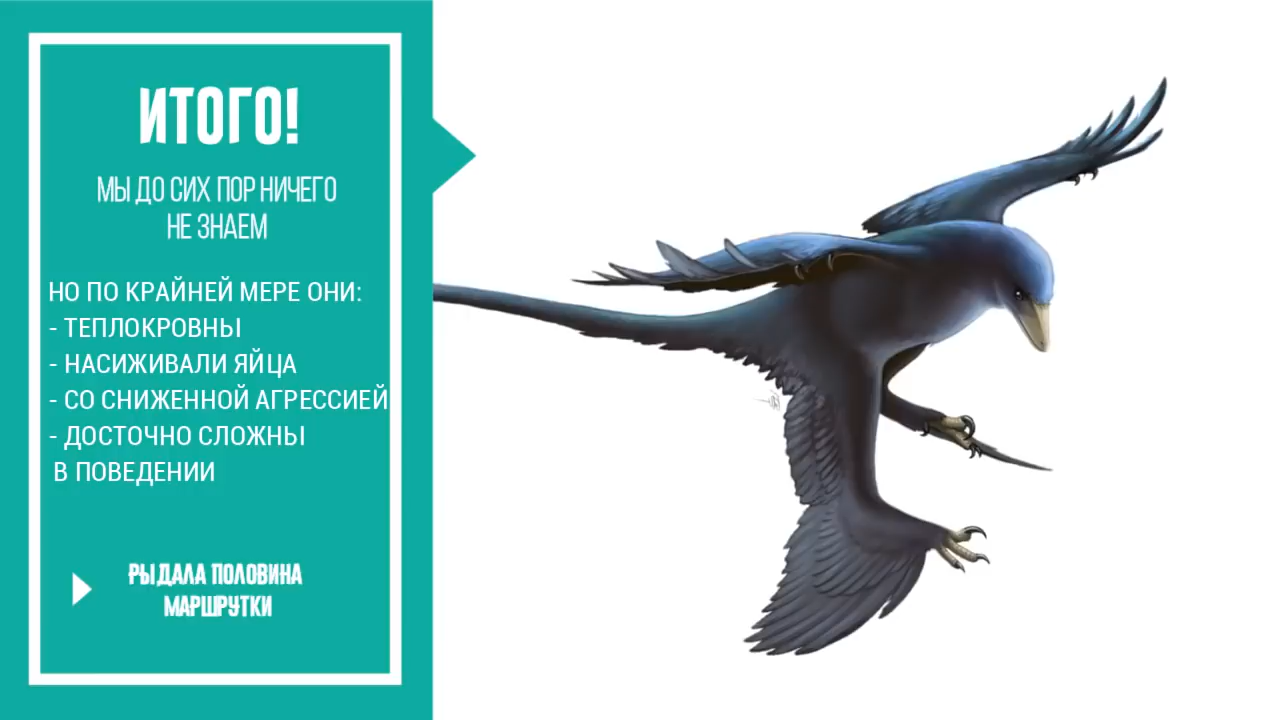 ИТОГО!
МЫ ДО СИХ ПОР НИЧЕГО
НЕ ЗНАЕМ
НО ПО КРАЙНЕЙ МЕРЕ ОНИ:
- ТЕПЛОКРОВНЫ
- НАСИЖИВАЛИ ЯЙЦА
- СО СНИЖЕННОЙ АГРЕССИЕЙ
- ДОСТОЧНО СЛОЖНЫ
В ПОВЕДЕНИИ
РЫДАЛА ПОЛОВИНА
МАРШРУТКИ